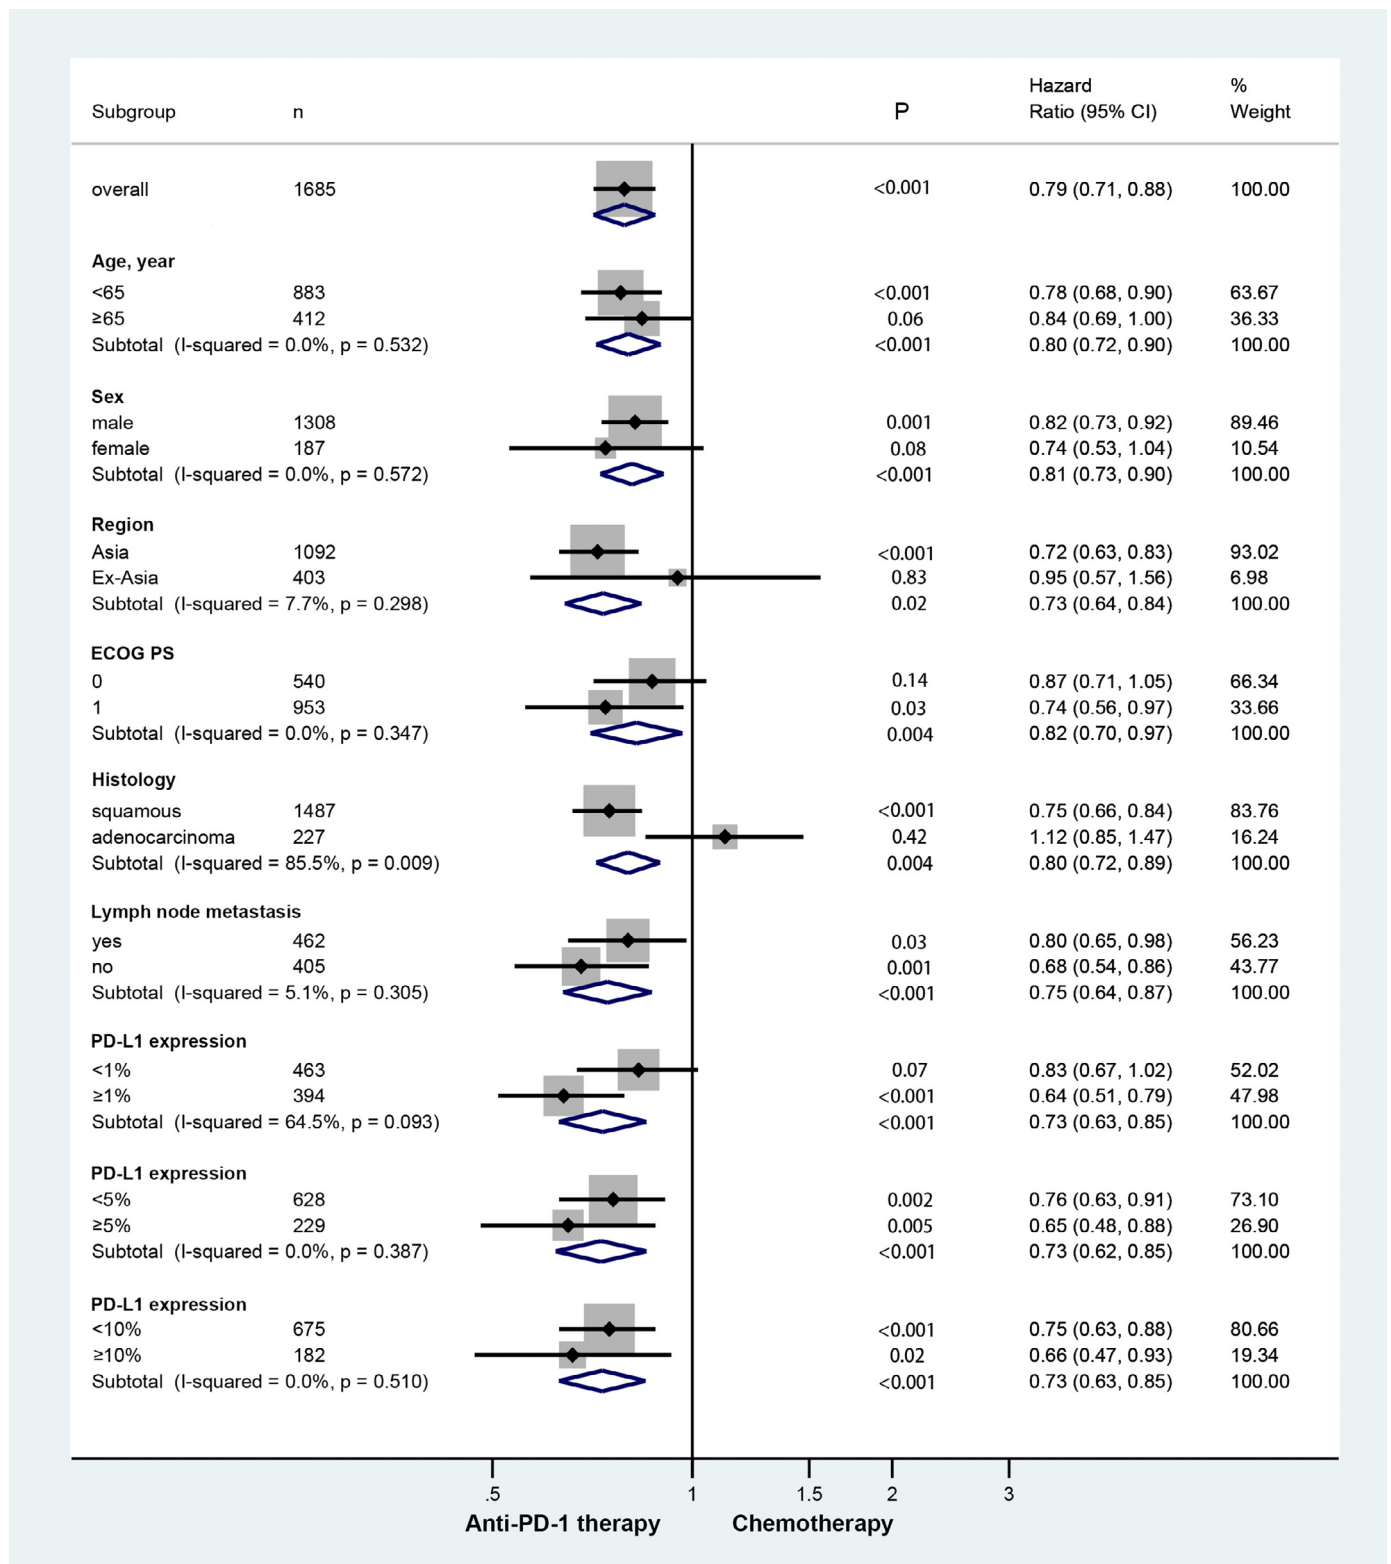 Hazard %
Subgroup n P Ratio (95% CI) Weight
overall 1685 <0.001 0.79 (0.71, 0.88) 100.00
Age, year
<65 883 <0.001 0.78 (0.68, 0.90) 63.67
≥65 412 0.06 0.84 (0.69, 1.00) 36.33
Subtotal (I-squared = 0.0%, p = 0.532) <0.001 0.80 (0.72, 0.90) 100.00
Sex
male 1308 0.001 0.82 (0.73, 0.92) 89.46
female 187 0.08 0.74 (0.53, 1.04) 10.54
Subtotal (I-squared = 0.0%, p = 0.572) <0.001 0.81 (0.73, 0.90) 100.00
Region
Asia 1092 <0.001 0.72 (0.63, 0.83) 93.02
Ex-Asia 403 0.83 0.95 (0.57, 1.56) 6.98
Subtotal (I-squared = 7.7%, p = 0.298) 0.02 0.73 (0.64, 0.84) 100.00
ECOG PS
0 540 0.14 0.87 (0.71, 1.05) 66.34
1 953 0.03 0.74 (0.56, 0.97) 33.66
Subtotal (I-squared = 0.0%, p = 0.347) 0.004 0.82 (0.70, 0.97) 100.00
Histology
squamous 1487 <0.001 0.75 (0.66, 0.84) 83.76
adenocarcinoma 227 0.42 1.12 (0.85, 1.47) 16.24
Subtotal (I-squared = 85.5%, p = 0.009) 0.004 0.80 (0.72, 0.89) 100.00
Lymph node metastasis
yes 462 0.03 0.80 (0.65, 0.98) 56.23
no 405 0.001 0.68 (0.54, 0.86) 43.77
Subtotal (I-squared = 5.1%, p = 0.305) <0.001 0.75 (0.64, 0.87) 100.00
PD-L1 expression
<1% 463 0.07 0.83 (0.67, 1.02) 52.02
≥1% 394 <0.001 0.64 (0.51, 0.79) 47.98
Subtotal (I-squared = 64.5%, p = 0.093) <0.001 0.73 (0.63, 0.85) 100.00
PD-L1 expression
<5% 628 0.002 0.76 (0.63, 0.91) 73.10
≥5% 229 0.005 0.65 (0.48, 0.88) 26.90
Subtotal (I-squared = 0.0%, p = 0.387) <0.001 0.73 (0.62, 0.85) 100.00
PD-L1 expression
<10% 675 <0.001 0.75 (0.63, 0.88) 80.66
≥10% 182 0.02 0.66 (0.47, 0.93) 19.34
Subtotal (I-squared = 0.0%, p = 0.510) <0.001 0.73 (0.63, 0.85) 100.00
.5 1 1.5 2 3
Anti-PD-1 therapy Chemotherapy